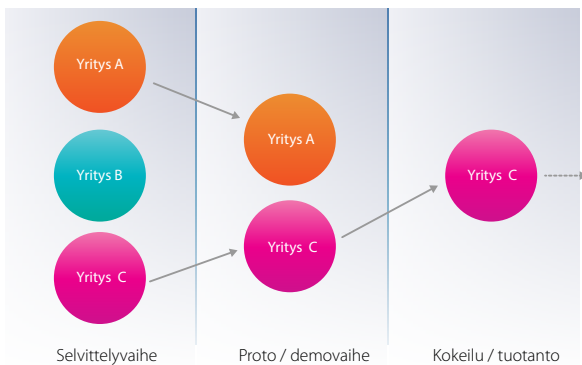 Yritys A
Yritys B
Yritys C
Selvittelyvaihe
Yritys A
Yritys C
Proto / demovaihe
Yritys C
Kokeilu / tuotanto